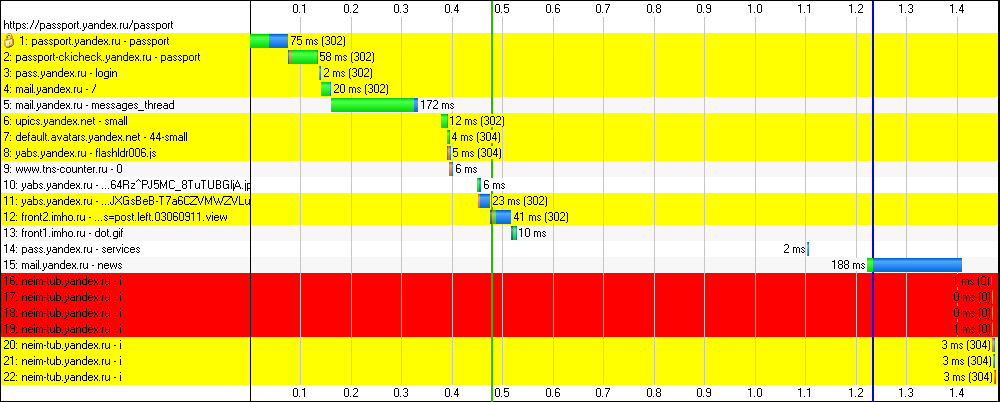 0.1 0.2 0.3 0.4 0.5 0.6 0.7 0.8 0.9 1.0 1.1 1.2 1.3 1.4
https://passport.yandex.ru/passport
1: passport.yandex.ru - passport 75 ms (302)
2: passport-ckicheck.yandex.ru - passport 58 ms (302)
3: pass.yandex.ru - login 2 ms (302)
4: mail.yandex.ru - / 20 ms (302)
5: mail.yandex.ru - messages_thread 172 ms
6: upics.yandex.net - small 12 ms (302)
7: default.avatars.yandex.net - 44-small 4 ms (304)
8: yabs.yandex.ru - flashldr006.js 5 ms (304)
9: www.tns-counter.ru - 0 6 ms
10: yabs.yandex.ru - ...64Rz^PJ5MC_8TuTUBGIjA.jp 6 ms
11: yabs.yandex.ru - ...JXGsBeB-T7a6CZVMWZVLu 23 ms (302)
12: front2.imho.ru - ...s=post.left.03060911.view 41 ms (302)
13: front1.imho.ru - dot.gif 10 ms
14: pass.yandex.ru - services 2 ms
15: mail.yandex.ru - news 188 ms
16: neim-tub.yandex.ru - i 1 ms (0)
17: neim-tub.yandex.ru - i 0 ms (0)
18: neim-tub.yandex.ru - i 0 ms (0)
19: neim-tub.yandex.ru - i 1 ms (0)
20: neim-tub.yandex.ru - i 3 ms (304)
21: neim-tub.yandex.ru - i 3 ms (304)
22: neim-tub.yandex.ru - i 3 ms (304)
0.1 0.2 0.3 0.4 0.5 0.6 0.7 0.8 0.9 1.0 1.1 1.2 1.3 1.4